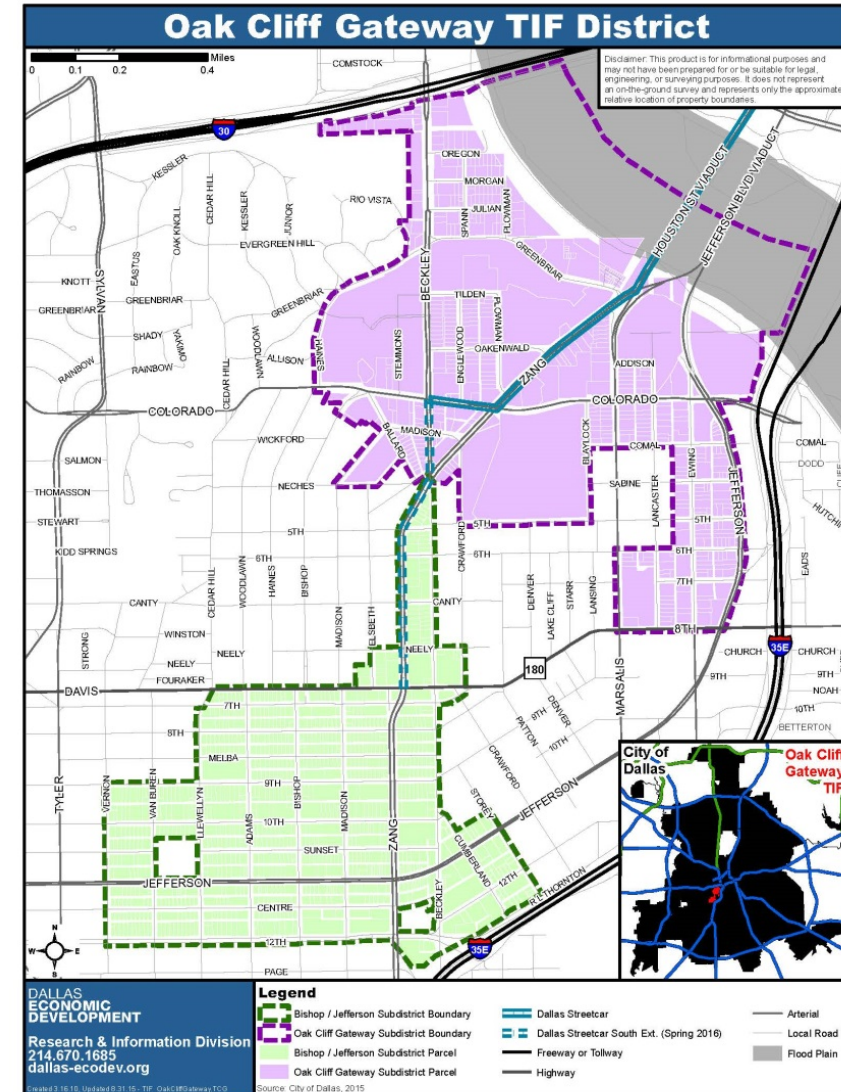 Oak Cliff Gateway TIF District
Miles
0 0.1 0.2 0.4
Disclaimer: This product is for informational purposes and
may not have been prepared for or be suitable for legal,
engineering, or surveying purposes. It does not represent
an on-the-ground survey and represents only the approximate
relative location of property boundaries.
COMSTOCK
30
KESSLER
OREGON
MORGAN
JULIAN
SPANN
PLOWMAN
RIO VISTA
CEDAR HILL
OAK KNOLL
KESSLER
JUNIOR
EASTUS
EVERGREEN HILL
GREENBRIAR
HOUSTON ST VIADUCT
JEFFERSON BLVD VIADUCT
SYLVAN
BECKLEY
KNOTT
GREENBRIAR
GREENBRIAR
GREENBRIAR
TILDEN
PLOWMAN
SHADY
YAKIMO
RAINBOW
RAINBOW
WOODLAWN
ALLISON
HAINES
STEMMONS
ENGLEWOOD
OAKENWALD
ZANG
ADDISON
CEDAR HILL
COLORADO
COLORADO
WICKFORD
BALLARD
MADISON
BLAYLOCK
COMAL
COMAL
DODD
SALMON
THOMASSON
STEWART
KIDD SPRINGS
NECHES
SABINE
LANCASTER
EWING
JEFFERSON
5TH
5TH
5TH
6TH
6TH
6TH
7TH
CRAWFORD
CEDAR HILL
WOODLAWN
HAINES
BISHOP
MADISON
ELSBETH
CANTY
CANTY
DENVER
LAKE CLIFF
STARR
LANSING
EADS
STRONG
WINSTON
NEELY
NEELY
NEELY
FOURAKER
DAVIS
8TH
180
35E
CHURCH
CHURCH
9TH
9TH
NOAH
10TH
BETTERTON
MARSALIS
7TH
8TH
MELBA
9TH
10TH
SUNSET
TYLER
VERNON
VAN BUREN
LLEWELLYN
ADAMS
BISHOP
MADISON
ZANG
DENVER
9TH
10TH
PATTON
CRAWFORD
STOREY
JEFFERSON
CUMBERLAND
12TH
BECKLEY
R L THORNTON
JEFFERSON
CENTRE
12TH
PAGE
35E
N
W E
S
City of
Dallas
Oak Cliff
Gateway
TIF
DALLAS
ECONOMIC
DEVELOPMENT
Research & Information Division
214.670.1685
dallas-ecodev.org
Legend
Bishop / Jefferson Subdistrict Boundary
Oak Cliff Gateway Subdistrict Boundary
Bishop / Jefferson Subdistrict Parcel
Oak Cliff Gateway Subdistrict Parcel
Dallas Streetcar
Dallas Streetcar South Ext. (Spring 2016)
Freeway or Tollway
Highway
Arterial
Local Road
Flood Plain
Source: City of Dallas, 2015